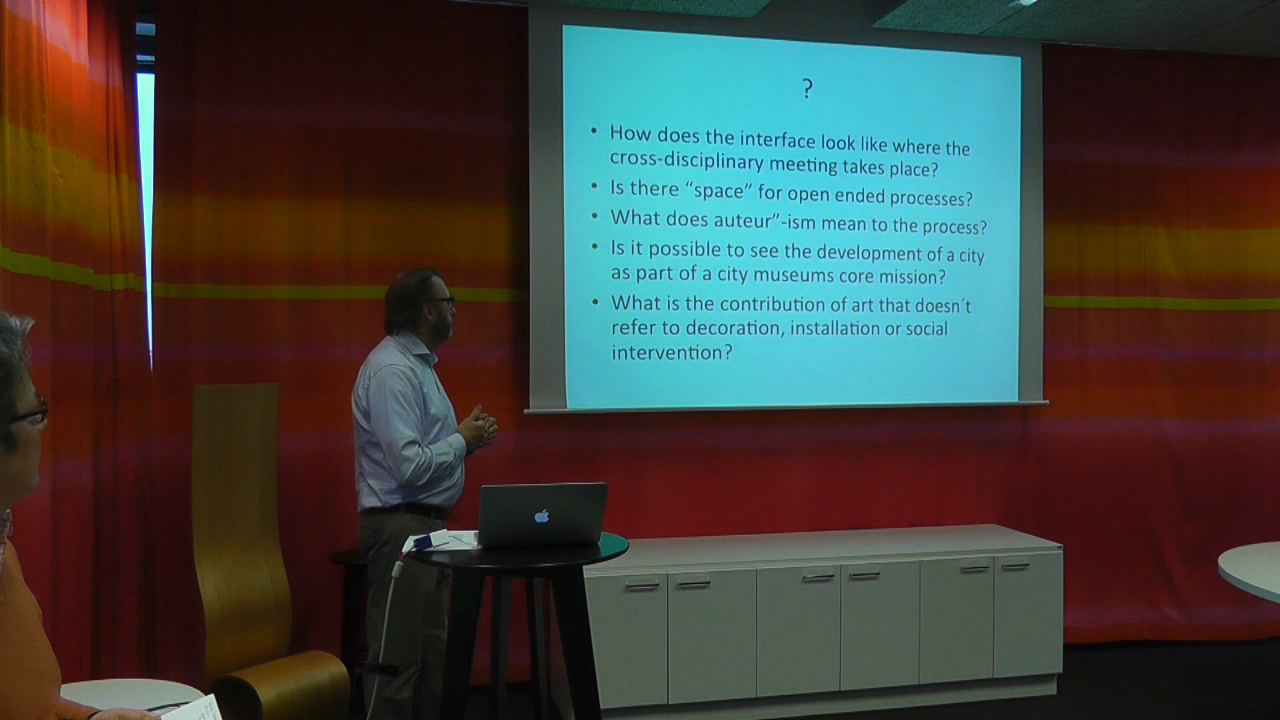 ?
• How does the interface look like where the
cross-disciplinary meeting takes place?
• Is there “space” for open ended processes?
• What does auteur”-ism mean to the process?
• Is it possible to see the development of a city
as part of a city museums core mission?
• What is the contribution of art that doesn´t
refer to decoration, installation or social
intervention?